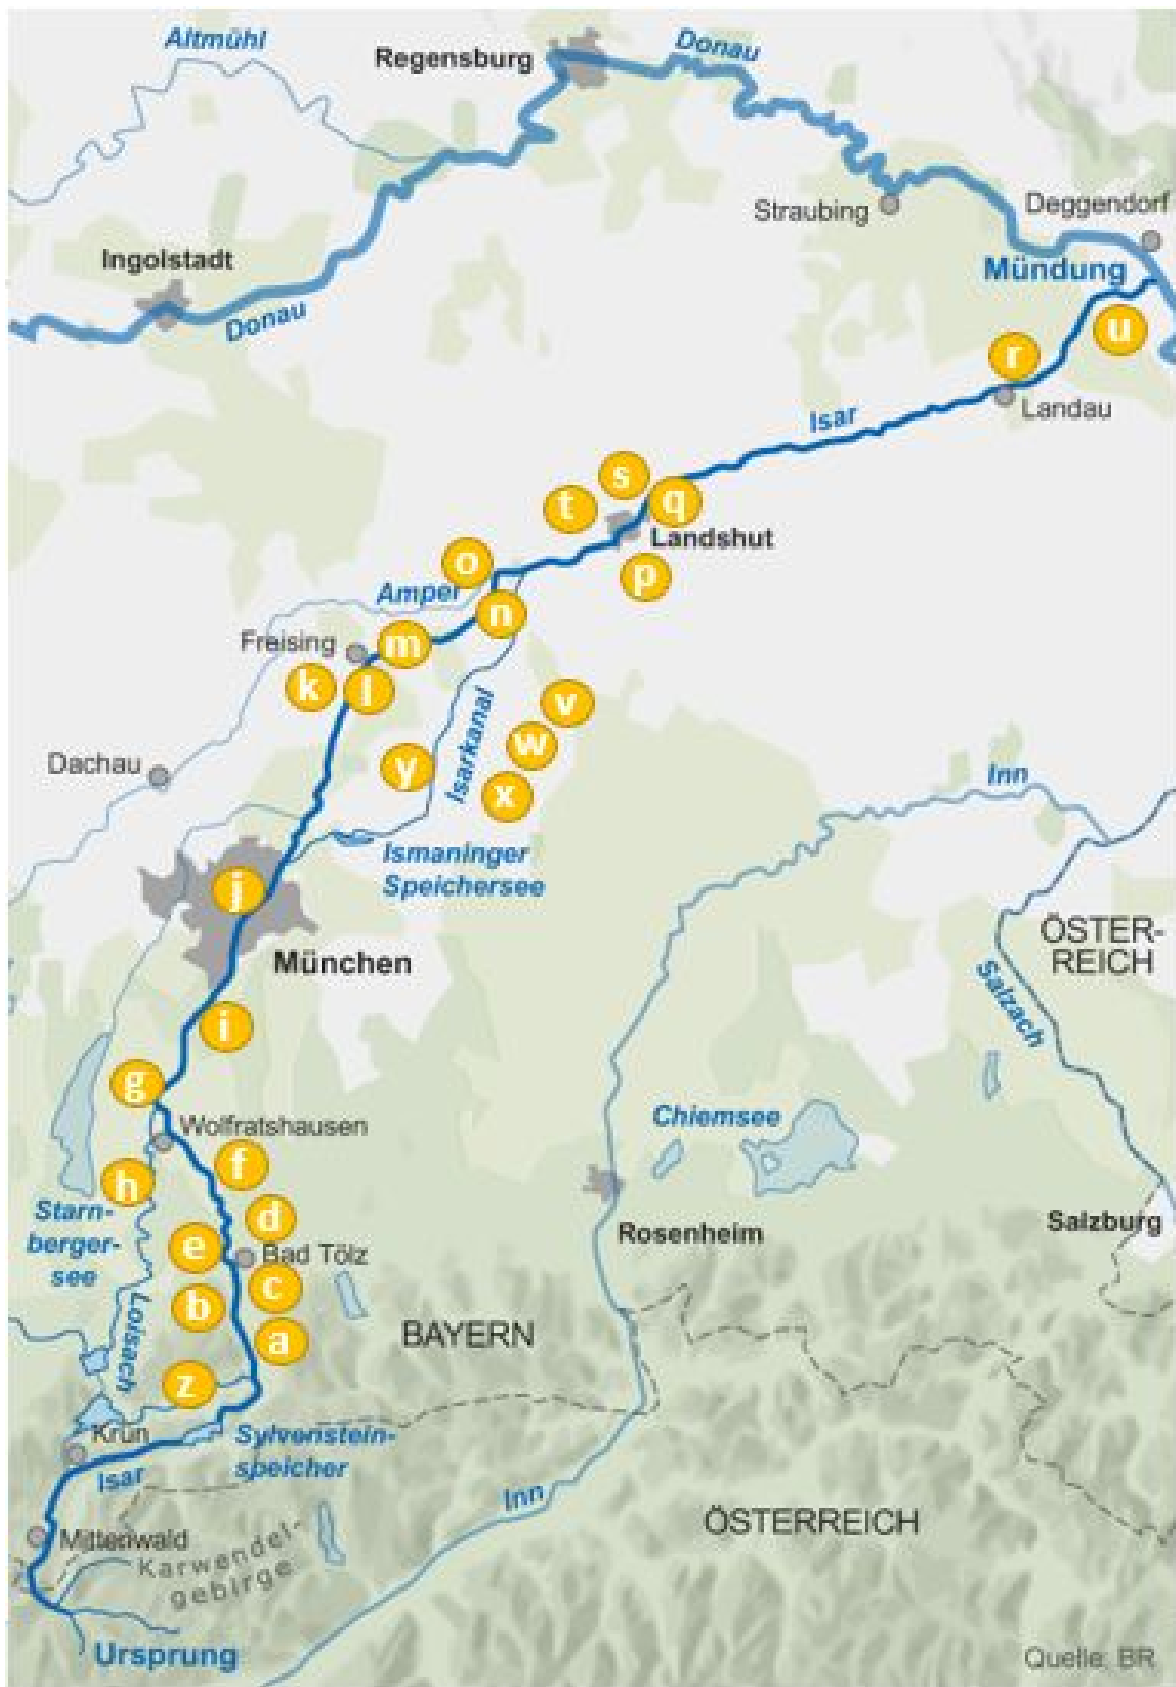 Altmühl
Regensburg
Donau
Straubing
Deggendorf
Ingolstadt
Mündung
Donau
u
r
Landau
Isar
s
t
q
Landshut
o
p
Amper
n
Freising
m
k
l
v
Isarkanal
w
Dachau
y
x
Inn
Ismaninger
Speichersee
j
ÖSTER-
REICH
München
Salzach
i
g
Chiemsee
Wolfratshausen
f
h
Starn-
berger-
see
d
Salzburg
Rosenheim
e
Bad Tölz
c
b
Loisach
BAYERN
a
z
Krün
Sylvenstein-
speicher
Isar
Inn
ÖSTERREICH
Mittenwald
Karwendel-
gebirge
Ursprung
Quelle: BR